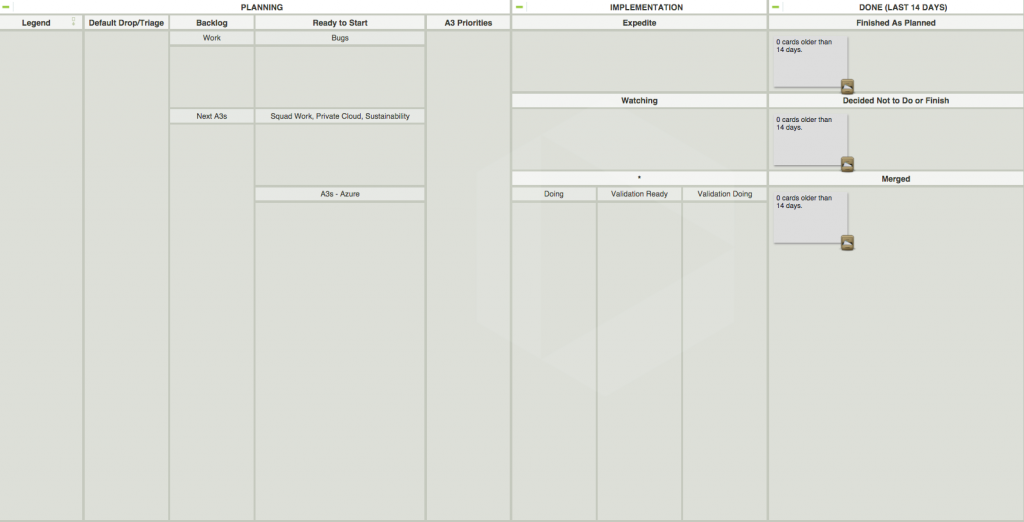 PLANNING
IMPLEMENTATION
DONE (LAST 14 DAYS)
Legend
Default Drop/Triage
Backlog
Ready to Start
A3 Priorities
Expedite
Finished As Planned
Work
Bugs
0 cards older than
14 days.
Watching
Decided Not to Do or Finish
Next A3s
Squad Work, Private Cloud, Sustainability
0 cards older than
14 days.
*
Merged
A3s - Azure
Doing
Validation Ready
Validation Doing
0 cards older than
14 days.